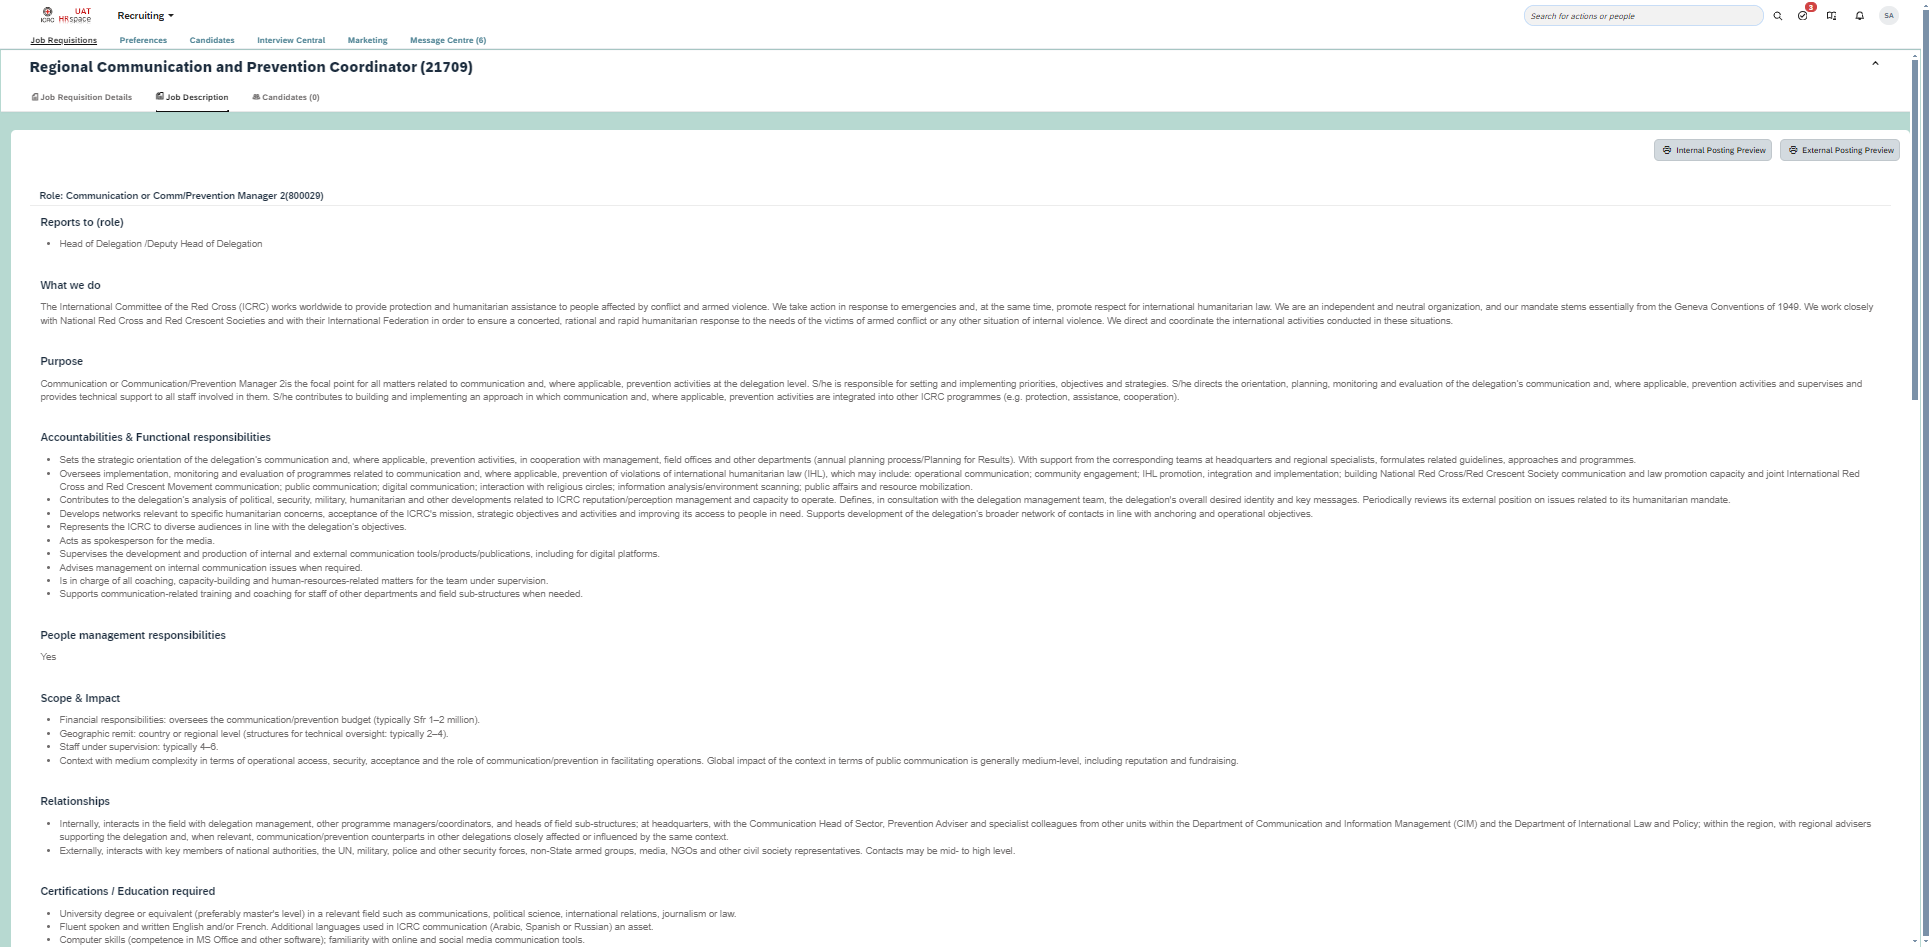 ICRC
UAT
HRspace
Recruiting
Search for actions or people
3
SA
Job Requisitions
Preferences
Candidates
Interview Central
Marketing
Message Centre (6)
Regional Communication and Prevention Coordinator (21709)
Job Requisition Details
Job Description
Candidates (0)
Internal Posting Preview
External Posting Preview
Role: Communication or Comm/Prevention Manager 2(800029)
Reports to (role)
• Head of Delegation /Deputy Head of Delegation
What we do
The International Committee of the Red Cross (ICRC) works worldwide to provide protection and humanitarian assistance to people affected by conflict and armed violence. We take action in response to emergencies and, at the same time, promote respect for international humanitarian law. We are an independent and neutral organization, and our mandate stems essentially from the Geneva Conventions of 1949. We work closely
with National Red Cross and Red Crescent Societies and with their International Federation in order to ensure a concerted, rational and rapid humanitarian response to the needs of the victims of armed conflict or any other situation of internal violence. We direct and coordinate the international activities conducted in these situations.
Purpose
Communication or Communication/Prevention Manager 2is the focal point for all matters related to communication and, where applicable, prevention activities at the delegation level. S/he is responsible for setting and implementing priorities, objectives and strategies. S/he directs the orientation, planning, monitoring and evaluation of the delegation's communication and, where applicable, prevention activities and supervises and
provides technical support to all staff involved in them. S/he contributes to building and implementing an approach in which communication and, where applicable, prevention activities are integrated into other ICRC programmes (e.g. protection, assistance, cooperation).
Accountabilities & Functional responsibilities
• Sets the strategic orientation of the delegation's communication and, where applicable, prevention activities, in cooperation with management, field offices and other departments (annual planning process/Planning for Results). With support from the corresponding teams at headquarters and regional specialists, formulates related guidelines, approaches and programmes.
• Oversees implementation, monitoring and evaluation of programmes related to communication and, where applicable, prevention of violations of international humanitarian law (IHL), which may include: operational communication; community engagement; IHL promotion, integration and implementation; building National Red Cross/Red Crescent Society communication and law promotion capacity and joint International Red
Cross and Red Crescent Movement communication; public communication; digital communication; interaction with religious circles; information analysis/environment scanning; public affairs and resource mobilization.
• Contributes to the delegation's analysis of political, security, military, humanitarian and other developments related to ICRC reputation/perception management and capacity to operate. Defines, in consultation with the delegation management team, the delegation's overall desired identity and key messages. Periodically reviews its external position on issues related to its humanitarian mandate.
• Develops networks relevant to specific humanitarian concerns, acceptance of the ICRC's mission, strategic objectives and activities and improving its access to people in need. Supports development of the delegation's broader network of contacts in line with anchoring and operational objectives.
• Represents the ICRC to diverse audiences in line with the delegation's objectives.
• Acts as spokesperson for the media.
• Supervises the development and production of internal and external communication tools/products/publications, including for digital platforms.
• Advises management on internal communication issues when required.
• Is in charge of all coaching, capacity-building and human-resources-related matters for the team under supervision.
• Supports communication-related training and coaching for staff of other departments and field sub-structures when needed.
People management responsibilities
Yes
Scope & Impact
• Financial responsibilities: oversees the communication/prevention budget (typically Sfr 1–2 million).
• Geographic remit: country or regional level (structures for technical oversight: typically 2–4).
• Staff under supervision: typically 4–6.
• Context with medium complexity in terms of operational access, security, acceptance and the role of communication/prevention in facilitating operations. Global impact of the context in terms of public communication is generally medium-level, including reputation and fundraising.
Relationships
• Internally, interacts in the field with delegation management, other programme managers/coordinators, and heads of field sub-structures; at headquarters, with the Communication Head of Sector, Prevention Adviser and specialist colleagues from other units within the Department of Communication and Information Management (CIM) and the Department of International Law and Policy; within the region, with regional advisers
supporting the delegation and, when relevant, communication/prevention counterparts in other delegations closely affected or influenced by the same context.
• Externally, interacts with key members of national authorities, the UN, military, police and other security forces, non-State armed groups, media, NGOs and other civil society representatives. Contacts may be mid- to high level.
Certifications / Education required
• University degree or equivalent (preferably master's level) in a relevant field such as communications, political science, international relations, journalism or law.
• Fluent spoken and written English and/or French. Additional languages used in ICRC communication (Arabic, Spanish or Russian) an asset.
• Computer skills (competence in MS Office and other software); familiarity with online and social media communication tools.